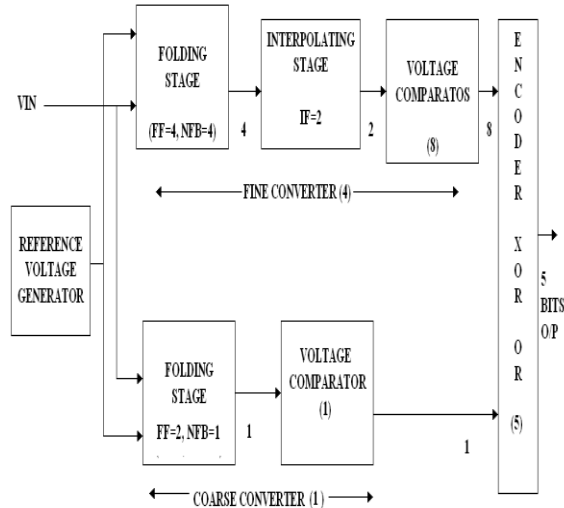 FOLDING
STAGE
(FF=4, NFB=4)
INTERPOLATING
STAGE
IF=2
VOLTAGE
COMPARATOS
(8)
E
N
C
O
D
E
R
X
O
R
O
R
(5)
VIN
4
2
8
FINE CONVERTER (4)
REFERENCE
VOLTAGE
GENERATOR
5
BITS
O/P
FOLDING
STAGE
FF=2, NFB=1
VOLTAGE
COMPARATOR
(1)
1
1
COARSE CONVERTER (1)